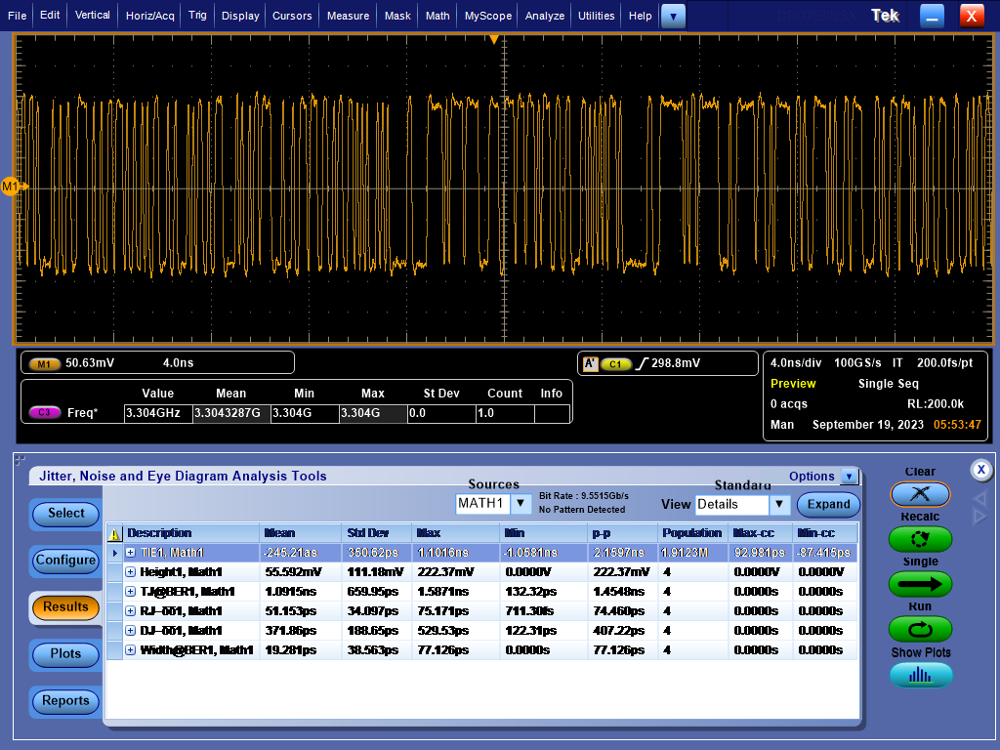 File Edit Vertical Horiz/Acq Trig Display Cursors Measure Mask Math MyScope Analyze Utilities Help Tek X
M1
M1 50.63mV 4.0ns
A' C1 298.8mV
4.0ns/div 100GS/s IT 200.0fs/pt
Preview Single Seq
0 acqs RL:200.0k
Man September 19, 2023 05:53:47
Value Mean Min Max St Dev Count Info
C3 Freq* 3.304GHz 3.3043287G 3.304G 3.304G 0.0 1.0
Jitter, Noise and Eye Diagram Analysis Tools
Options
X
Select
Configure
Results
Plots
Reports
Sources
MATH1
Bit Rate : 9.5515Gb/s
No Pattern Detected
Standard
View Details
Expand
Description Mean Std Dev Max Min p-p Population Max-cc Min-cc
TIE1, Math1 -245.21as 350.62ps 1.1016ns -1.0581ns 2.1597ns 1.9123M 92.981ps -87.415ps
Height1, Math1 55.592mV 111.18mV 222.37mV 0.0000V 222.37mV 4 0.0000V 0.0000V
TJ@BER1, Math1 1.0915ns 659.95ps 1.5871ns 132.32ps 1.4548ns 4 0.0000s 0.0000s
RJ-δδ1, Math1 51.153ps 34.097ps 75.171ps 711.30fs 74.460ps 4 0.0000s 0.0000s
DJ-δδ1, Math1 371.86ps 188.65ps 529.53ps 122.31ps 407.22ps 4 0.0000s 0.0000s
Width@BER1, Math1 19.281ps 38.563ps 77.126ps 0.0000s 77.126ps 4 0.0000s 0.0000s
Clear
Recalc
Single
Run
Show Plots